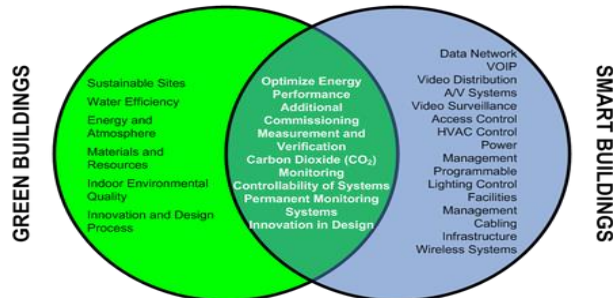 GREEN BUILDINGS
Sustainable Sites
Water Efficiency
Energy and
Atmosphere
Materials and
Resources
Indoor Environmental
Quality
Innovation and Design
Process
Optimize Energy
Performance
Additional
Commissioning
Measurement and
Verification
Carbon Dioxide (CO₂)
Monitoring
Controllability of Systems
Permanent Monitoring
Systems
Innovation in Design
Data Network
VOIP
Video Distribution
A/V Systems
Video Surveillance
Access Control
HVAC Control
Power
Management
Programmable
Lighting Control
Facilities
Management
Cabling
Infrastructure
Wireless Systems
SMART BUILDINGS